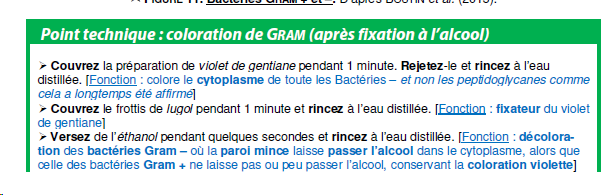 FIGURE 11. Bactéries GRAM + et –. D'après BOUTIN et al. (2015).
Point technique : coloration de GRAM (après fixation à l'alcool)
➢ Couvrez la préparation de violet de gentiane pendant 1 minute. Rejetez-le et rincez à l'eau
distillée. [Fonction : colore le cytoplasme de toute les Bactéries – et non les peptidoglycanes comme
cela a longtemps été affirmé]
➢ Couvrez le frottis de lugol pendant 1 minute et rincez à l'eau distillée. [Fonction : fixateur du violet
de gentiane]
➢ Versez de l'éthanol pendant quelques secondes et rincez à l'eau distillée. [Fonction : décolora-
tion des bactéries Gram – où la paroi mince laisse passer l'alcool dans le cytoplasme, alors que
celle des bactéries Gram + ne laisse pas ou peu passer l'alcool, conservant la coloration violette]